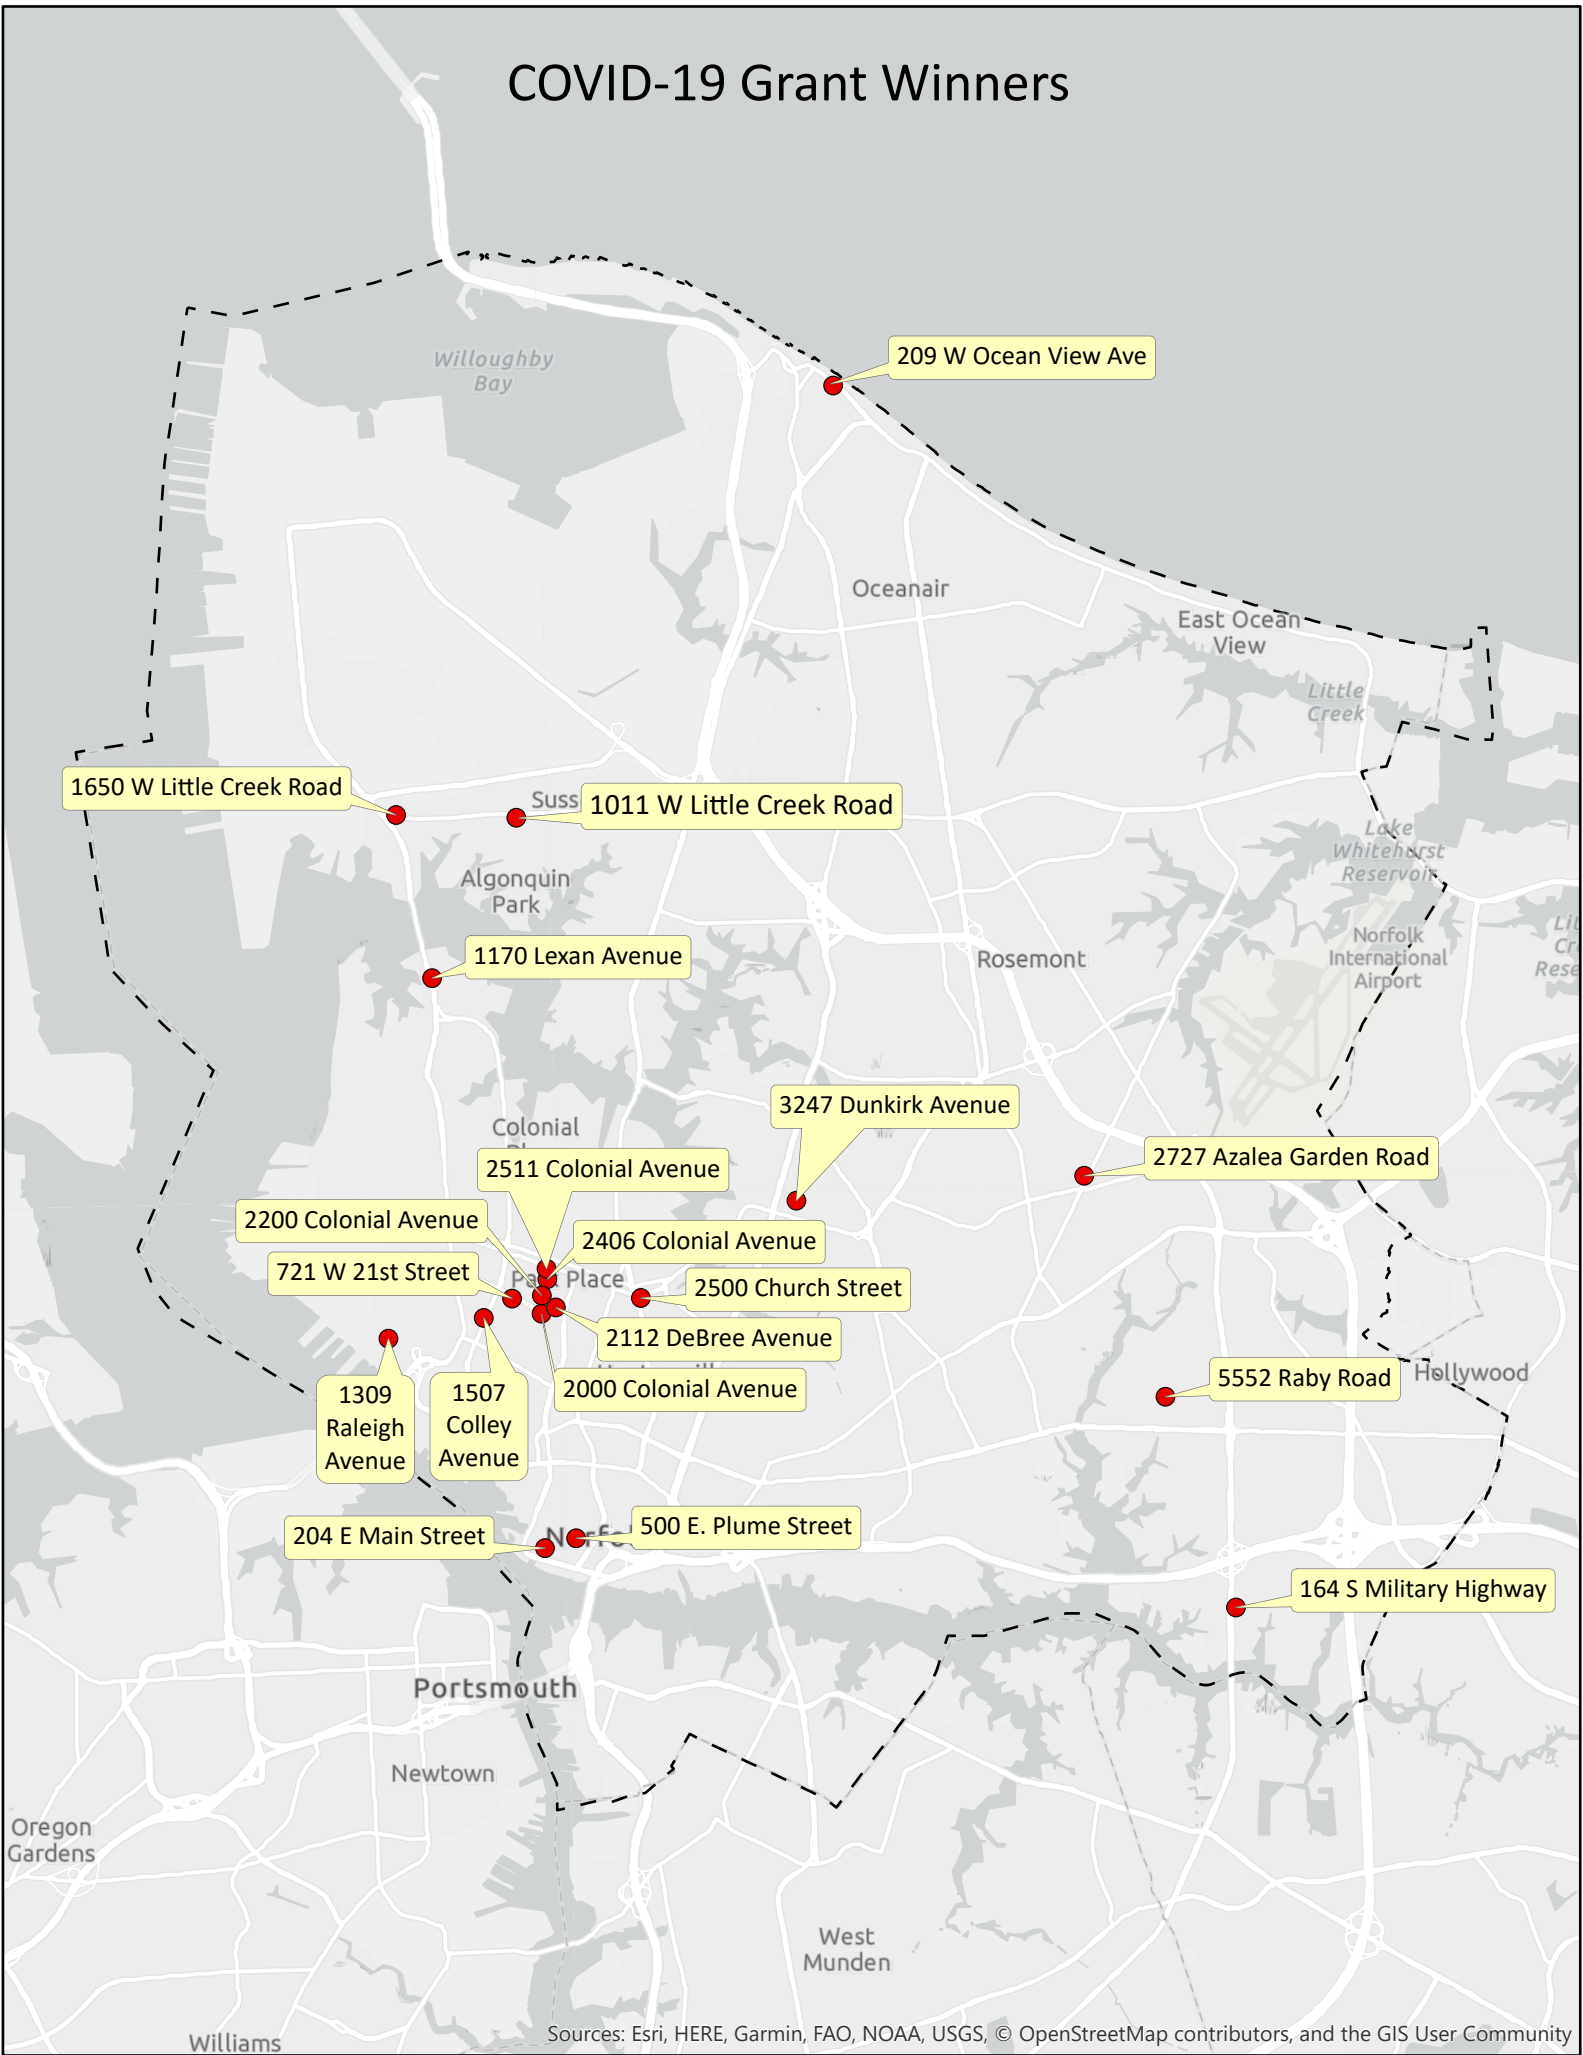 COVID-19 Grant Winners
Willoughby
Bay
209 W Ocean View Ave
Oceanair
East Ocean
View
Little
Creek
1650 W Little Creek Road
Suss
1011 W Little Creek Road
Lake
Whitehurst
Reservoir
Algonquin
Park
1170 Lexan Avenue
Rosemont
Norfolk
International
Airport
Lit
Cr
Rese
3247 Dunkirk Avenue
Colonial
2511 Colonial Avenue
2727 Azalea Garden Road
2200 Colonial Avenue
2406 Colonial Avenue
721 W 21st Street
Park Place
2500 Church Street
2112 DeBree Avenue
2000 Colonial Avenue
1309
Raleigh
Avenue
1507
Colley
Avenue
5552 Raby Road
Hollywood
204 E Main Street
Norfo
500 E. Plume Street
164 S Military Highway
Portsmouth
Newtown
Oregon
Gardens
West
Munden
Williams
Sources: Esri, HERE, Garmin, FAO, NOAA, USGS, © OpenStreetMap contributors, and the GIS User Community